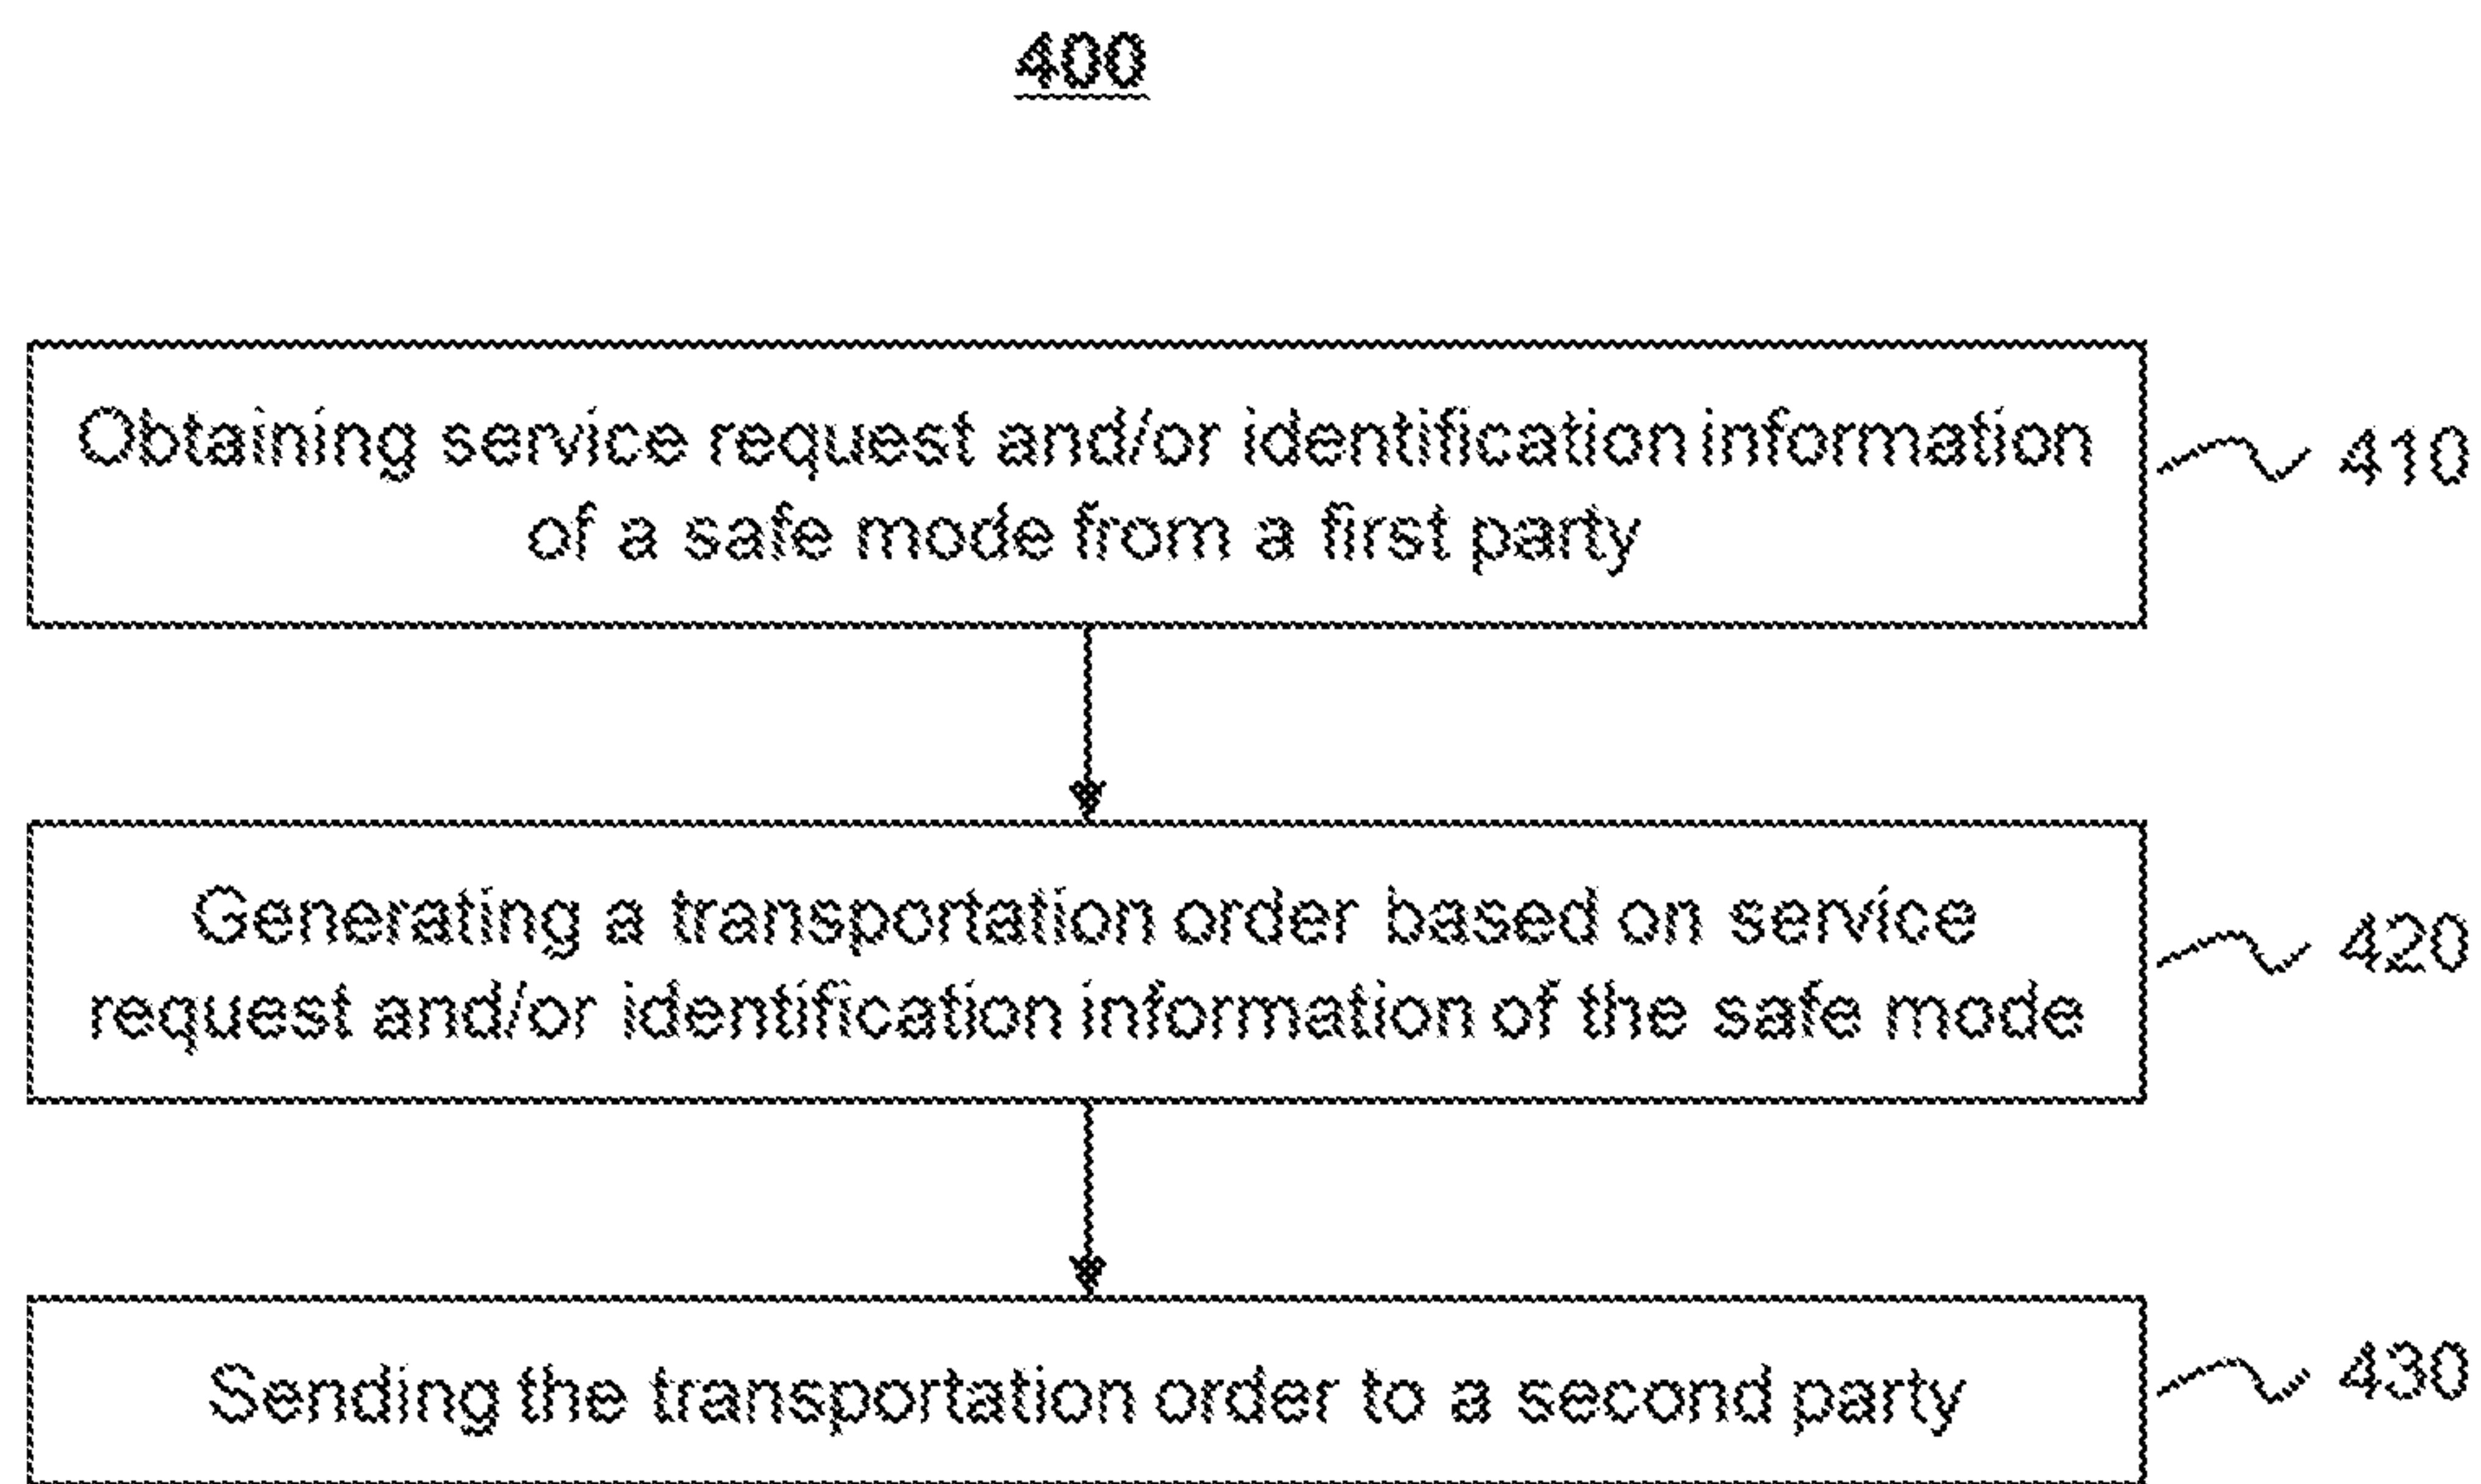 400
Obtaining service request and/or identification information
of a safe mode from a first party
410
Generating a transportation order based on service
request and/or identification information of the safe mode
420
Sending the transportation order to a second party
430